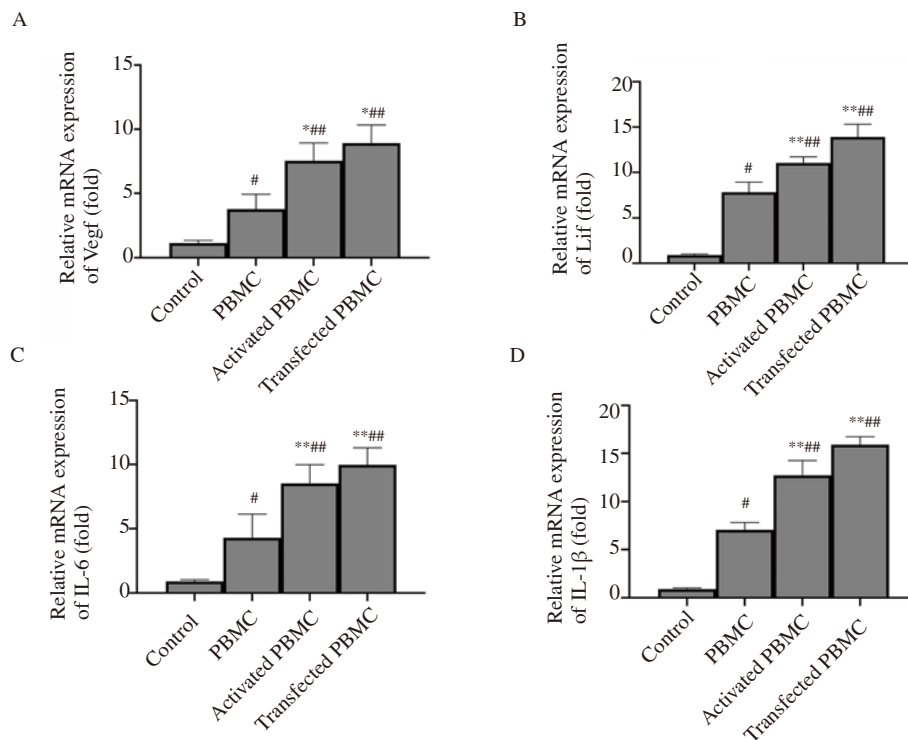 A
Relative mRNA expression
of Vegf (fold)
15
10
5
0
#
*##
*##
Control
PBMC
Activated PBMC
Transfected PBMC
B
Relative mRNA expression
of Lif (fold)
20
15
10
5
0
#
**##
**##
Control
PBMC
Activated PBMC
Transfected PBMC
C
Relative mRNA expression
of IL-6 (fold)
15
10
5
0
#
**##
**##
Control
PBMC
Activated PBMC
Transfected PBMC
D
Relative mRNA expression
of IL-1β (fold)
20
15
10
5
0
#
**##
**##
Control
PBMC
Activated PBMC
Transfected PBMC